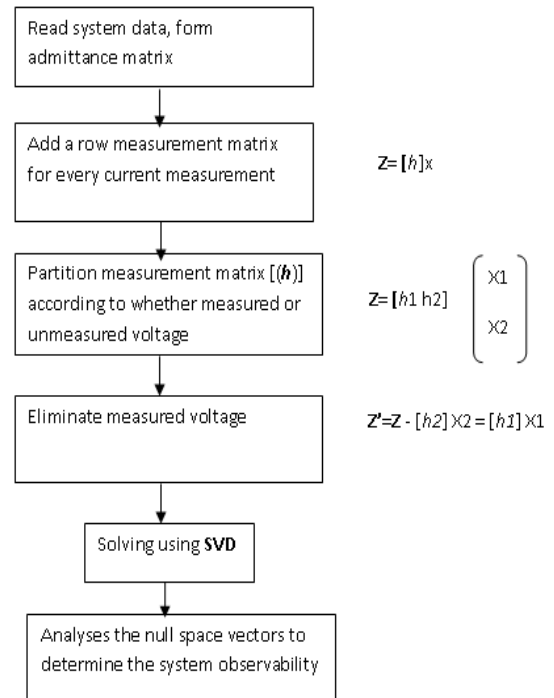 Read system data, form
admittance matrix
Add a row measurement matrix
for every current measurement
Z= [h]x
Partition measurement matrix [(h)]
according to whether measured or
unmeasured voltage
Z= [h1 h2]
X1
X2
Eliminate measured voltage
Z'=Z - [h2] X2 = [h1] X1
Solving using SVD
Analyses the null space vectors to
determine the system observability